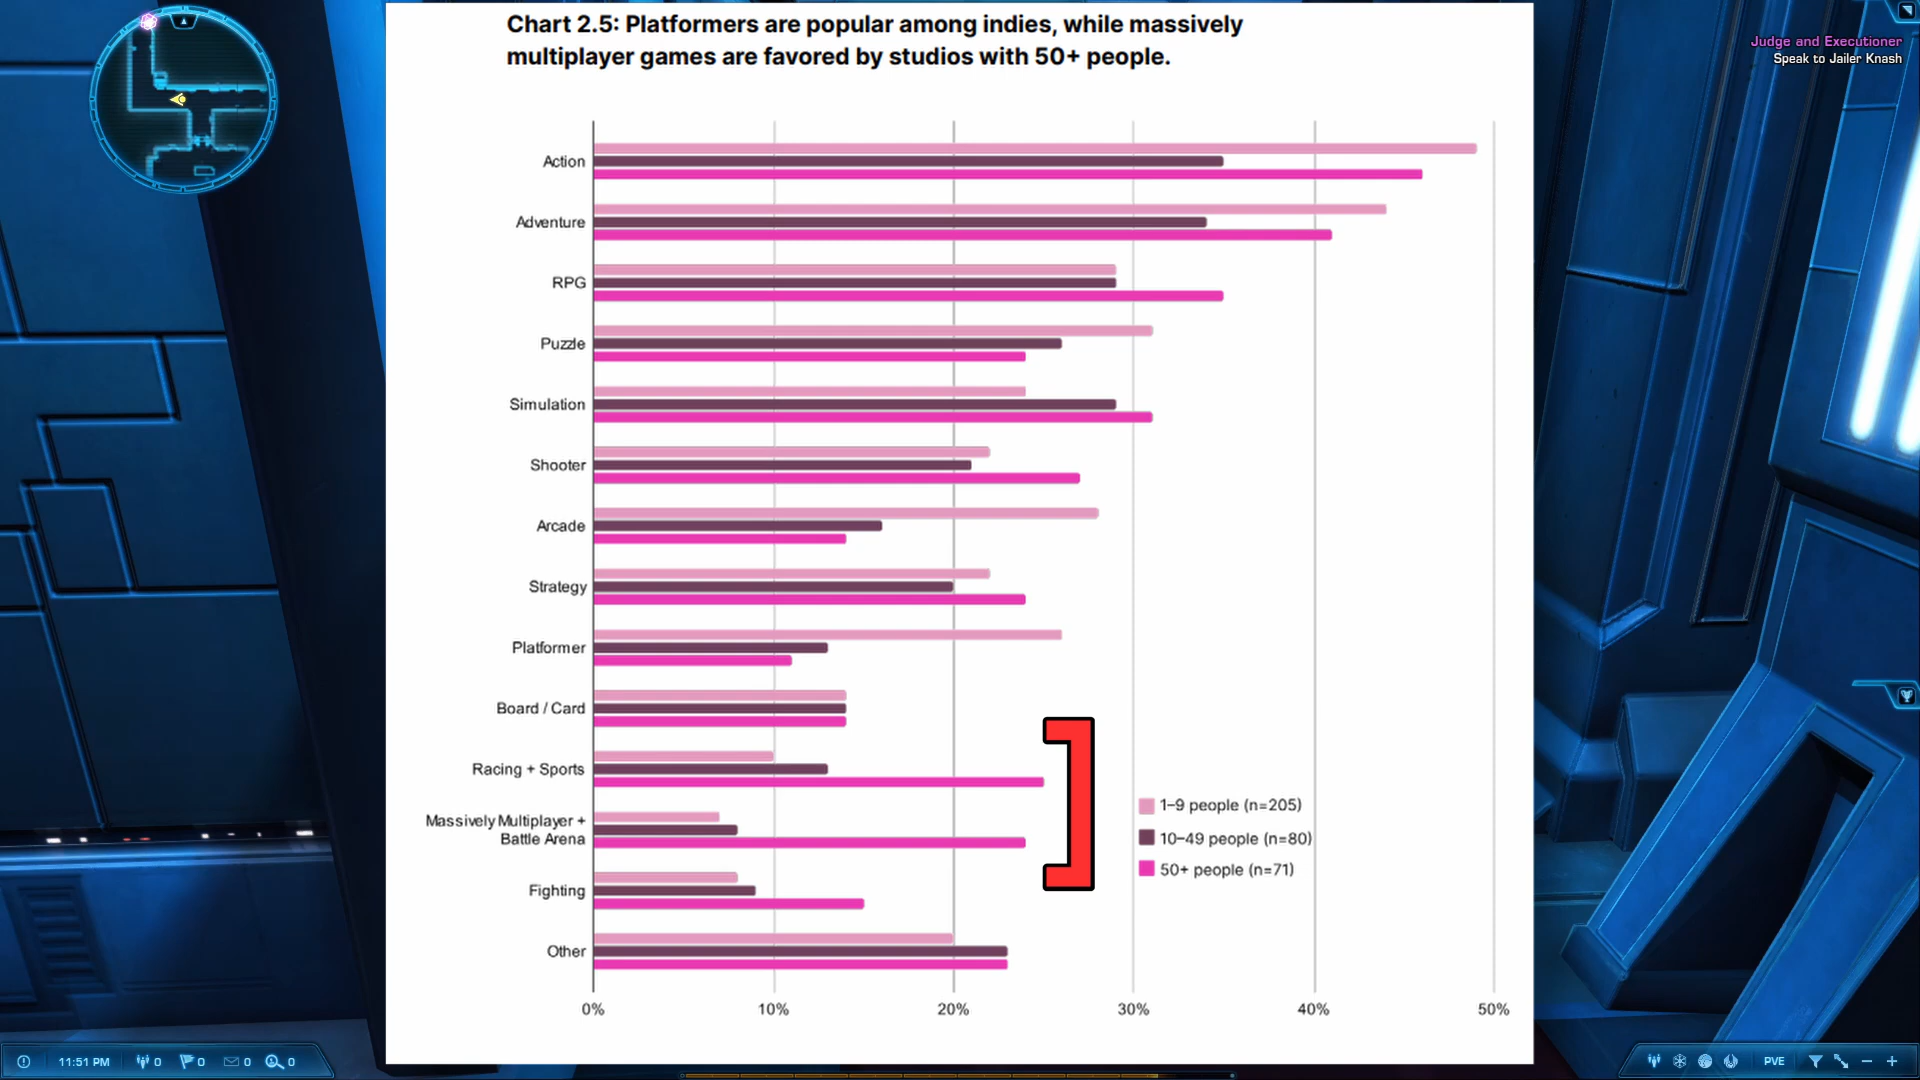 Chart 2.5: Platformers are popular among indies, while massively
multiplayer games are favored by studios with 50+ people.
Judge and Executioner
Speak to Jailer Knash
Action
Adventure
RPG
Puzzle
Simulation
Shooter
Arcade
Strategy
Platformer
Board / Card
Racing + Sports
Massively Multiplayer +
Battle Arena
Fighting
Other
1–9 people (n=205)
10–49 people (n=80)
50+ people (n=71)
0%
10%
20%
30%
40%
50%
11:51 PM
0
0
0
0
PVE